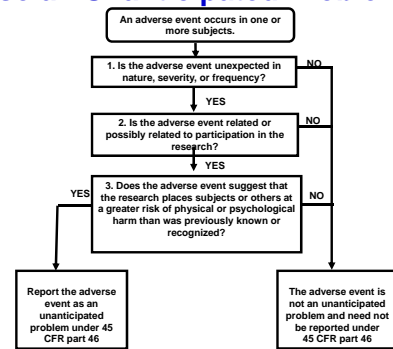 An adverse event occurs in one or
more subjects.
1. Is the adverse event unexpected in
nature, severity, or frequency?
NO
YES
2. Is the adverse event related or
possibly related to participation in the
research?
NO
YES
3. Does the adverse event suggest that
the research places subjects or others at
a greater risk of physical or psychological
harm than was previously known or
recognized?
YES
NO
Report the adverse
event as an
unanticipated
problem under 45
CFR part 46
The adverse event is
not an unanticipated
problem and need not
be reported under
45 CFR part 46